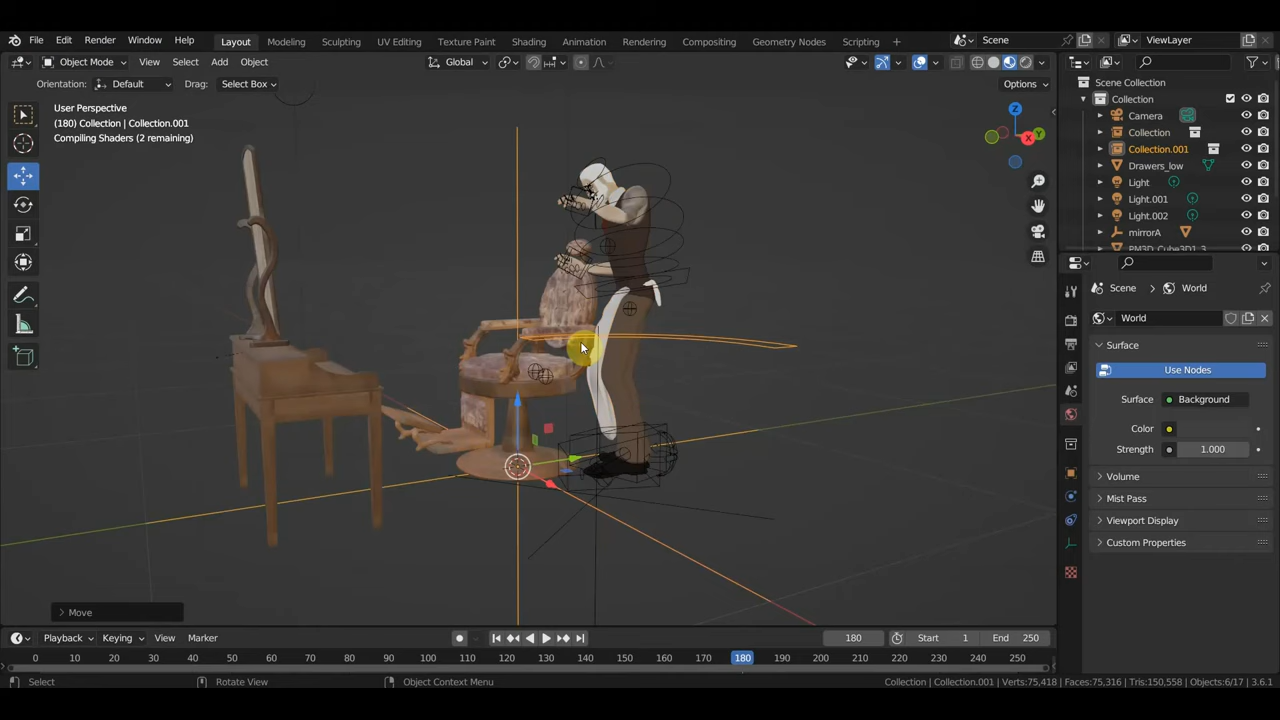 File Edit Render Window Help Layout Modeling Sculpting UV Editing Texture Paint Shading Animation Rendering Compositing Geometry Nodes Scripting + Scene ViewLayer
Object Mode View Select Add Object Global
Orientation: Default Drag: Select Box Options
User Perspective
(180) Collection | Collection.001
Compiling Shaders (2 remaining)
Z
Y
X
Scene Collection
Collection
Camera
Collection
Collection.001
Drawers_low
Light
Light.001
Light.002
mirrorA
Scene World
World
Surface
Use Nodes
Surface Background
Color
Strength 1.000
Volume
Mist Pass
Viewport Display
Custom Properties
Move
Playback Keying View Marker 180 Start 1 End 250
0 10 20 30 40 50 60 70 80 90 100 110 120 130 140 150 160 170 180 190 200 210 220 230 240 250
Select Rotate View Object Context Menu Collection | Collection.001 | Verts:75,418 | Faces:75,316 | Tris:150,558 | Objects:6/17 | 3.6.1